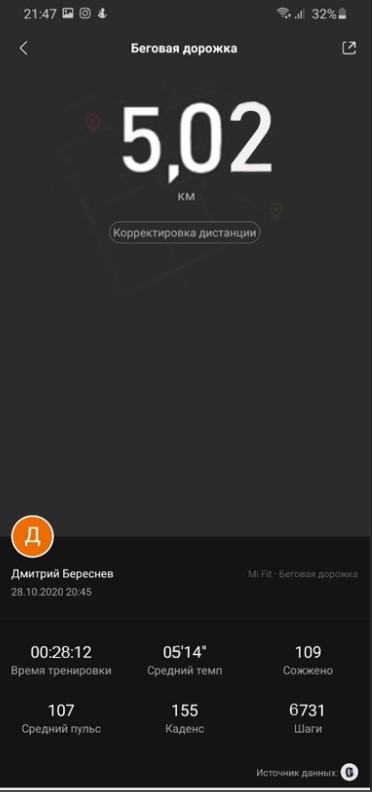 21:47 32%
Беговая дорожка
5,02
км
Корректировка дистанции
Д
Дмитрий Береснев
Mi Fit - Беговая дорожка
28.10.2020 20:45
00:28:12 05'14" 109
Время тренировки Средний темп Сожжено
107 155 6731
Средний пульс Каденс Шаги
Источник данных: